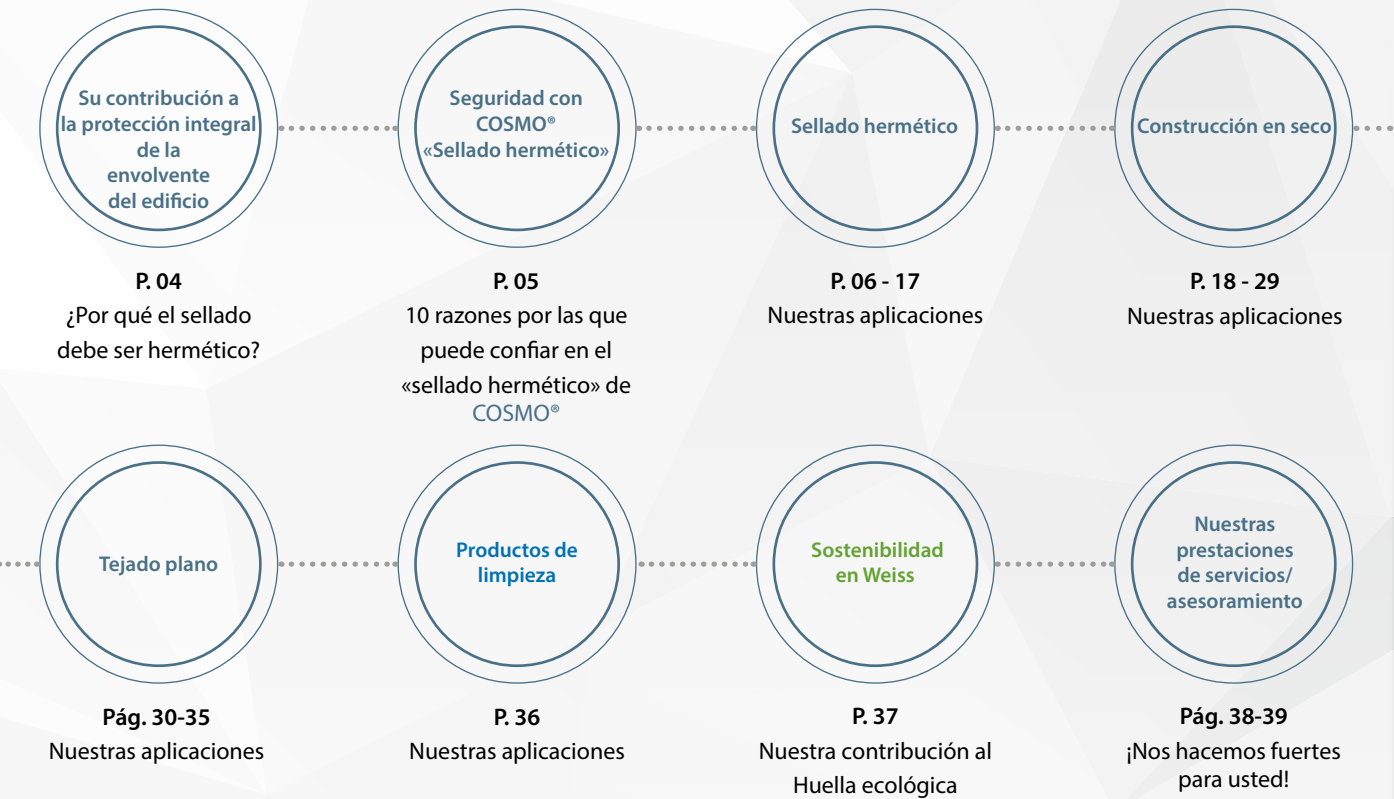 Su contribución a
la protección integral
de la
envolvente
del edificio
P. 04
¿Por qué el sellado
debe ser hermético?
Seguridad con
COSMO®
«Sellado hermético»
P. 05
10 razones por las que
puede confiar en el
«sellado hermético» de
COSMO®
Sellado hermético
P. 06 - 17
Nuestras aplicaciones
Construcción en seco
P. 18 - 29
Nuestras aplicaciones
Tejado plano
Pág. 30-35
Nuestras aplicaciones
Productos de
limpieza
P. 36
Nuestras aplicaciones
Sostenibilidad
en Weiss
P. 37
Nuestra contribución al
Huella ecológica
Nuestras
prestaciones
de servicios/
asesoramiento
Pág. 38-39
¡Nos hacemos fuertes
para usted!